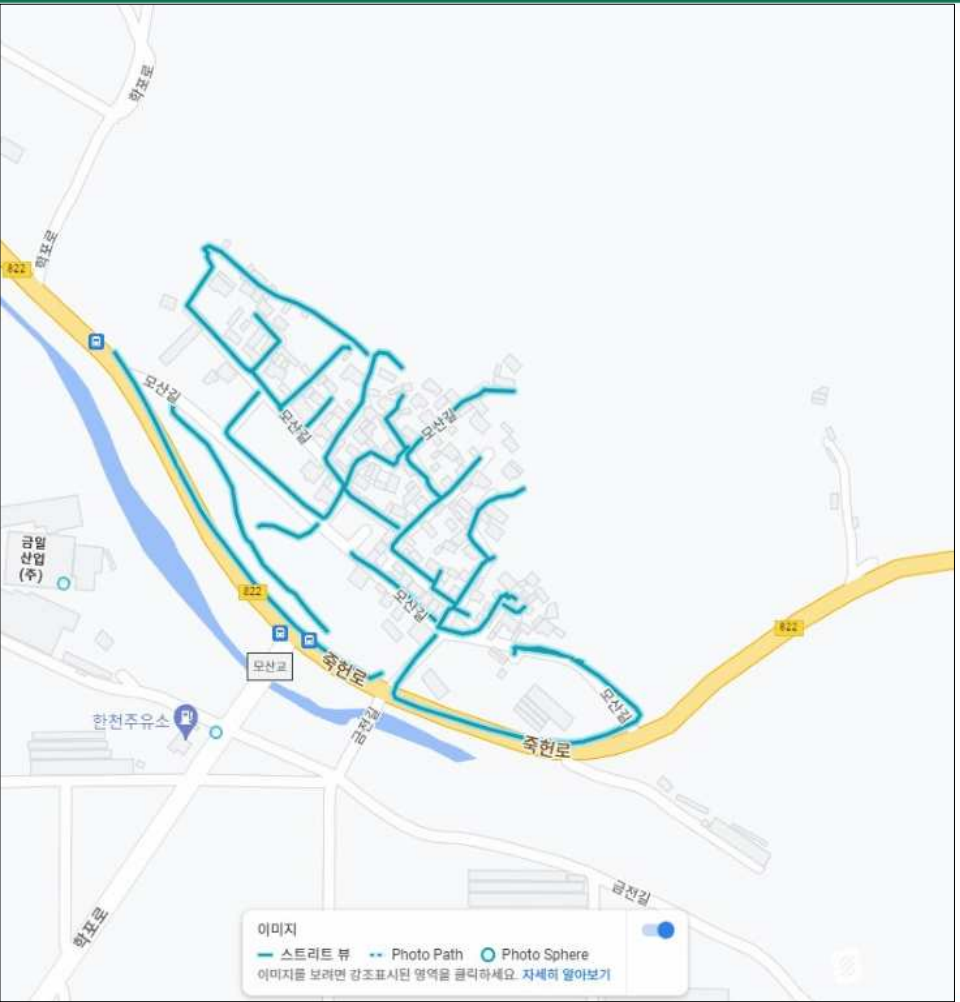 학포로
학포로
822
모산길
모산길
모산길
금일
산업
(주)
822
모산길
822
모산교
죽헌로
모산길
한천주유소
금전길
죽헌로
금전길
학포로
이미지
스트리트 뷰
Photo Path
Photo Sphere
이미지를 보려면 강조표시된 영역을 클릭하세요. 자세히 알아보기